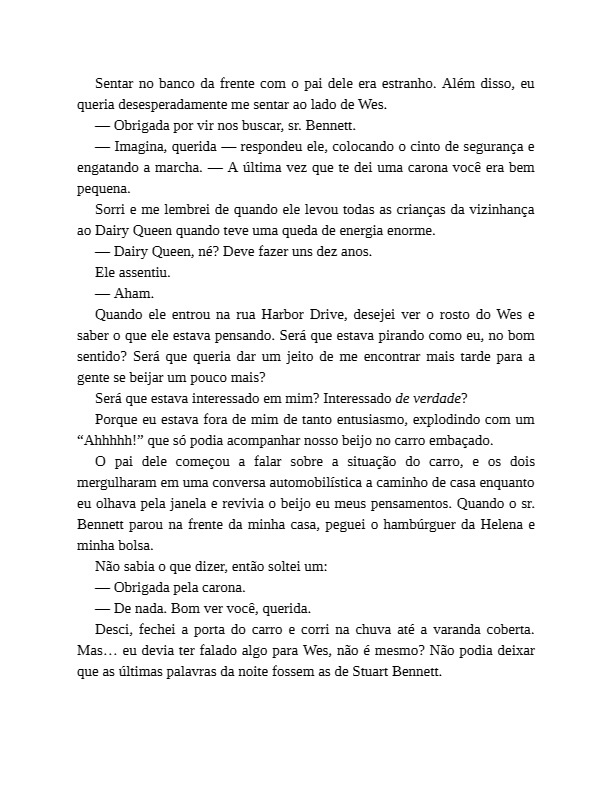 Sentar no banco da frente com o pai dele era estranho. Além disso, eu
queria desesperadamente me sentar ao lado de Wes.
— Obrigada por vir nos buscar, sr. Bennett.
— Imagina, querida — respondeu ele, colocando o cinto de segurança e
engatando a marcha. — A última vez que te dei uma carona você era bem
pequena.
Sorri e me lembrei de quando ele levou todas as crianças da vizinhança
ao Dairy Queen quando teve uma queda de energia enorme.
— Dairy Queen, né? Deve fazer uns dez anos.
Ele assentiu.
— Aham.
Quando ele entrou na rua Harbor Drive, desejei ver o rosto do Wes e
saber o que ele estava pensando. Será que estava pirando como eu, no bom
sentido? Será que queria dar um jeito de me encontrar mais tarde para a
gente se beijar um pouco mais?
Será que estava interessado em mim? Interessado de verdade?
Porque eu estava fora de mim de tanto entusiasmo, explodindo com um
“Ahhhhh!” que só podia acompanhar nosso beijo no carro embaçado.
O pai dele começou a falar sobre a situação do carro, e os dois
mergulharam em uma conversa automobilística a caminho de casa enquanto
eu olhava pela janela e revivia o beijo eu meus pensamentos. Quando o sr.
Bennett parou na frente da minha casa, peguei o hambúrguer da Helena e
minha bolsa.
Não sabia o que dizer, então soltei um:
— Obrigada pela carona.
— De nada. Bom ver você, querida.
Desci, fechei a porta do carro e corri na chuva até a varanda coberta.
Mas… eu devia ter falado algo para Wes, não é mesmo? Não podia deixar
que as últimas palavras da noite fossem as de Stuart Bennett.